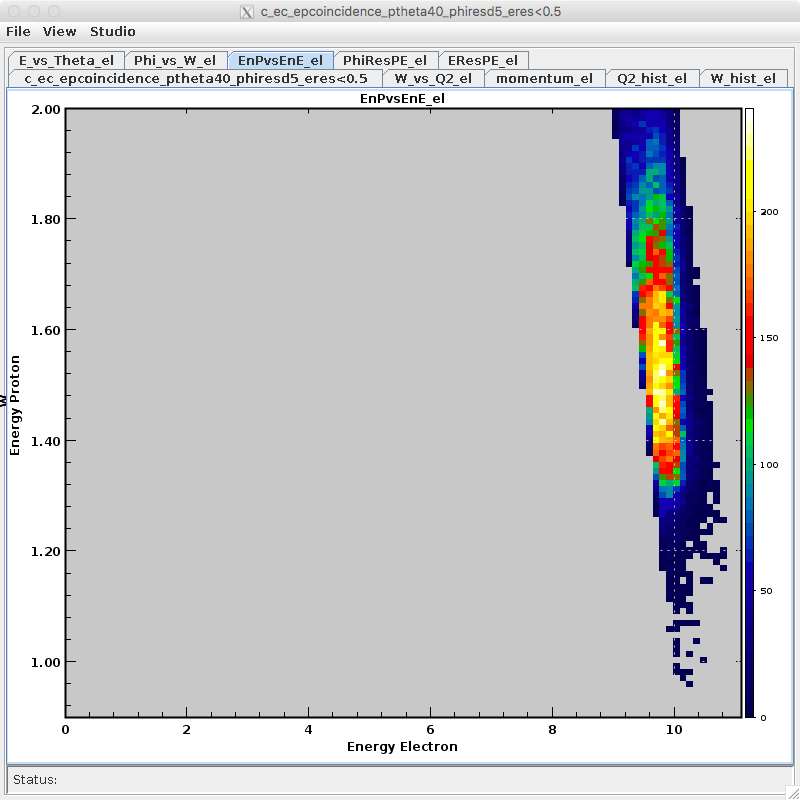 c_ec_epcoincidence_ptheta40_phiresd5_eres<0.5
File View Studio
E_vs_Theta_el Phi_vs_W_el EnPvsEnE_el PhiResPE_el EResPE_el
c_ec_epcoincidence_ptheta40_phiresd5_eres<0.5 W_vs_Q2_el momentum_el Q2_hist_el W_hist_el
EnPvsEnE_el
2.00
1.80
1.60
1.40
1.20
1.00
W
Energy Proton
200
150
100
50
0
0 2 4 6 8 10
Energy Electron
Status: